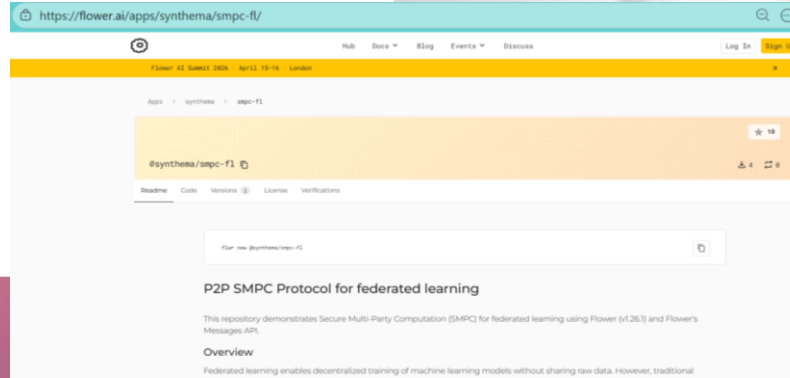 https://flower.ai/apps/synthema/smpc-fl/
Hub Docs Blog Events Discuss Log In Sign U
Flower AI Summit 2026 · April 15–16 · London
Apps > synthema > smpc-fl
10
@synthema/smpc-fl
4 0
Readme Code Versions 2 License Verifications
flwr new @synthema/smpc-fl
P2P SMPC Protocol for federated learning
This repository demonstrates Secure Multi-Party Computation (SMPC) for federated learning using Flower (v1.26.1) and Flower's
Messages API.
Overview
Federated learning enables decentralized training of machine learning models without sharing raw data. However, traditional